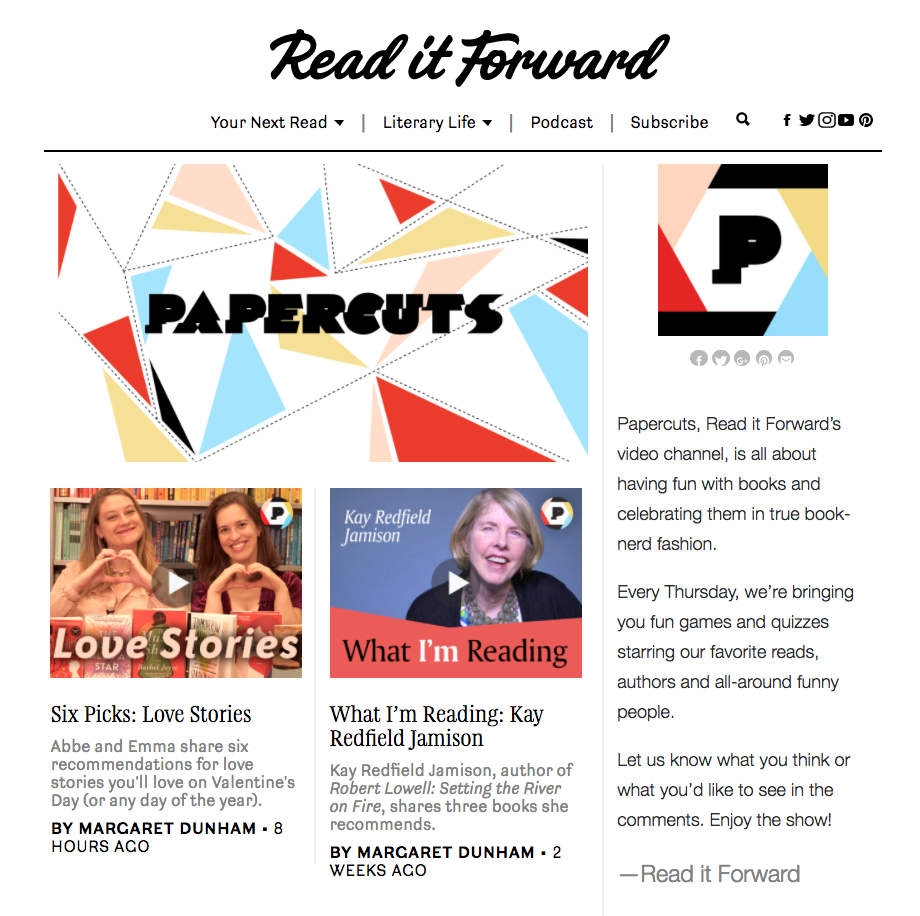 Read it Forward
Your Next Read | Literary Life | Podcast | Subscribe
PAPERCUTS
P
Love Stories
STAR
Rachel Joyce
P
Six Picks: Love Stories
Abbe and Emma share six
recommendations for love
stories you'll love on Valentine's
Day (or any day of the year).
BY MARGARET DUNHAM ▪ 8
HOURS AGO
Kay Redfield
Jamison
P
What I'm Reading
What I’m Reading: Kay
Redfield Jamison
Kay Redfield Jamison, author of
Robert Lowell: Setting the River
on Fire, shares three books she
recommends.
BY MARGARET DUNHAM ▪ 2
WEEKS AGO
Papercuts, Read it Forward’s
video channel, is all about
having fun with books and
celebrating them in true book-
nerd fashion.
Every Thursday, we’re bringing
you fun games and quizzes
starring our favorite reads,
authors and all-around funny
people.
Let us know what you think or
what you’d like to see in the
comments. Enjoy the show!
—Read it Forward